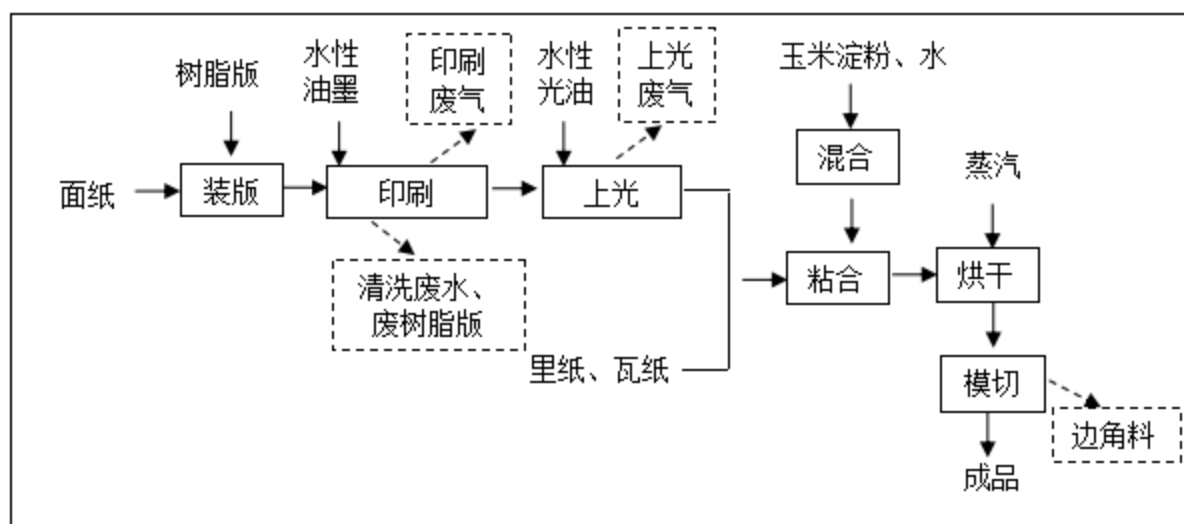 树脂版
水性
油墨
印刷
废气
水性
光油
上光
废气
玉米淀粉、水
混合
蒸汽
面纸
装版
印刷
上光
清洗废水、
废树脂版
粘合
烘干
里纸、瓦纸
模切
边角料
成品